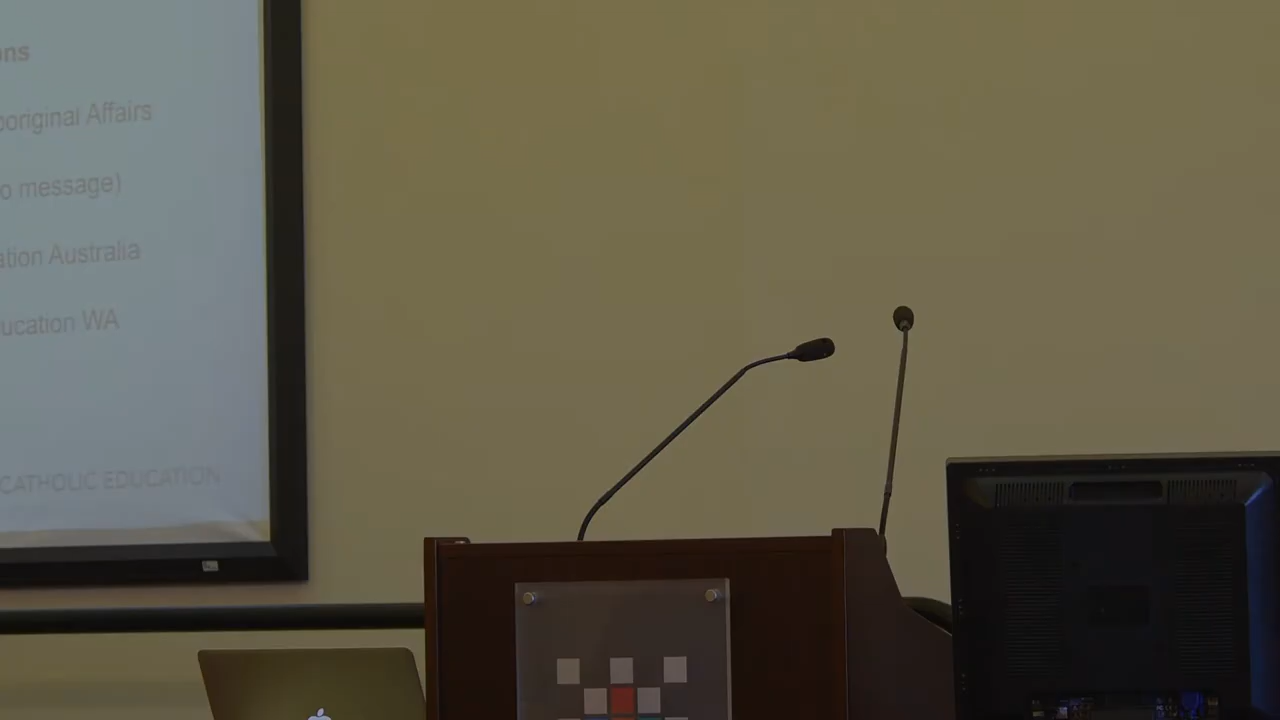 ons
boriginal Affairs
o message)
ation Australia
ucation WA
CATHOLIC EDUCATION